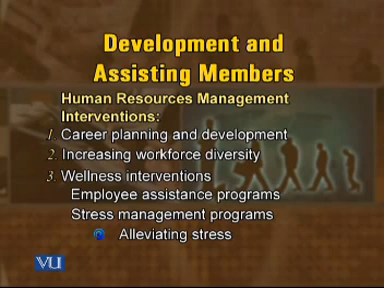 Development and
Assisting Members
Human Resources Management
Interventions:
1. Career planning and development
2. Increasing workforce diversity
3. Wellness interventions
Employee assistance programs
Stress management programs
Alleviating stress
VU